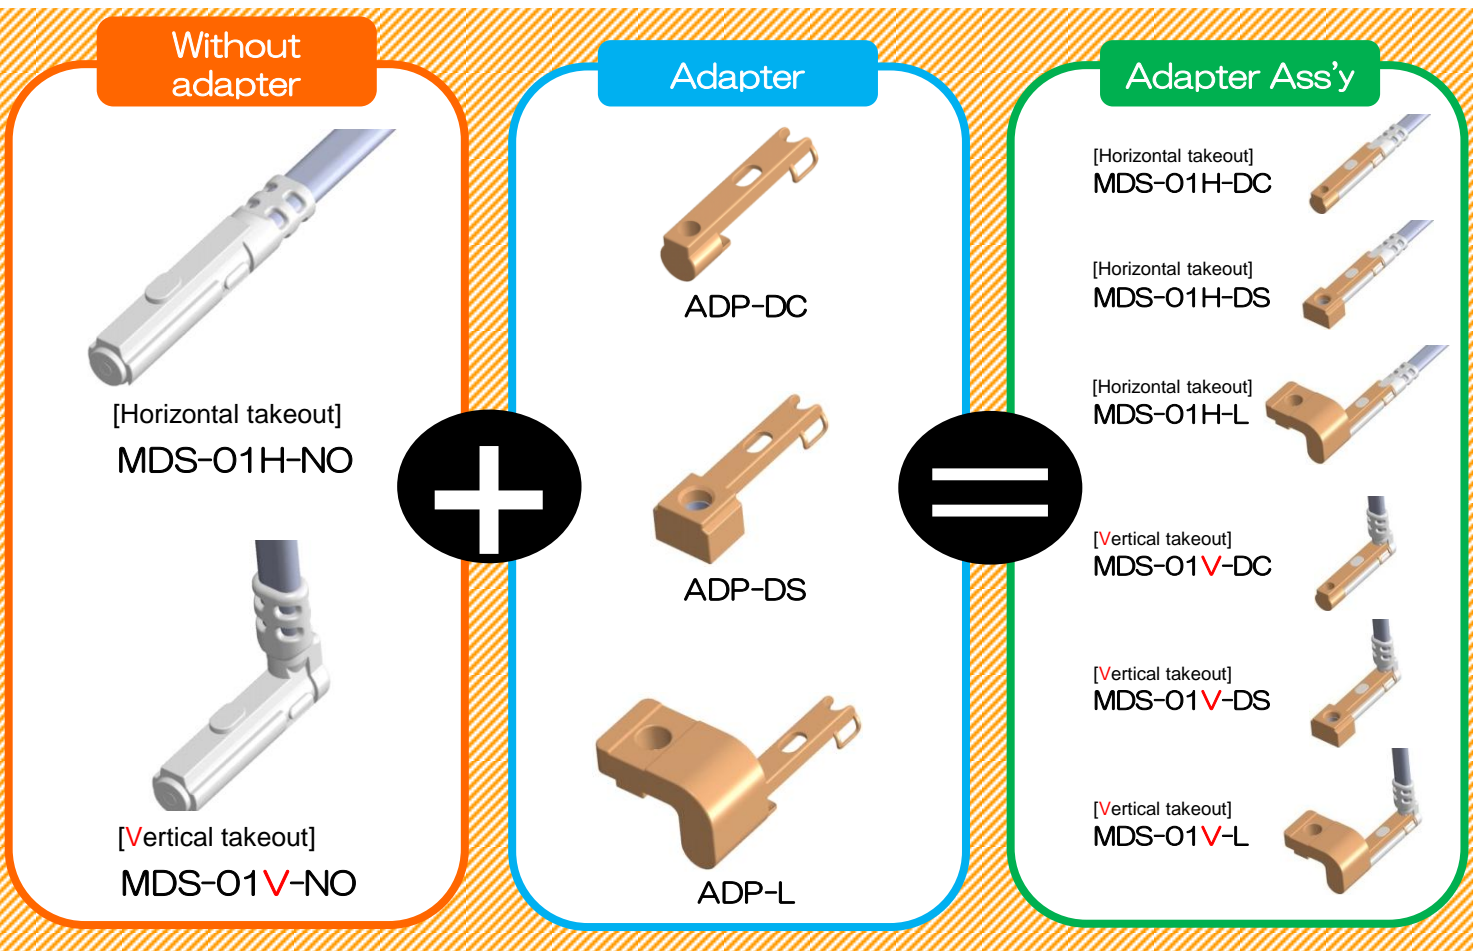 Without
adapter
[Horizontal takeout]
MDS-01H-NO
[Vertical takeout]
MDS-01V-NO
Adapter
ADP-DC
ADP-DS
ADP-L
Adapter Ass'y
[Horizontal takeout]
MDS-01H-DC
[Horizontal takeout]
MDS-01H-DS
[Horizontal takeout]
MDS-01H-L
[Vertical takeout]
MDS-01V-DC
[Vertical takeout]
MDS-01V-DS
[Vertical takeout]
MDS-01V-L